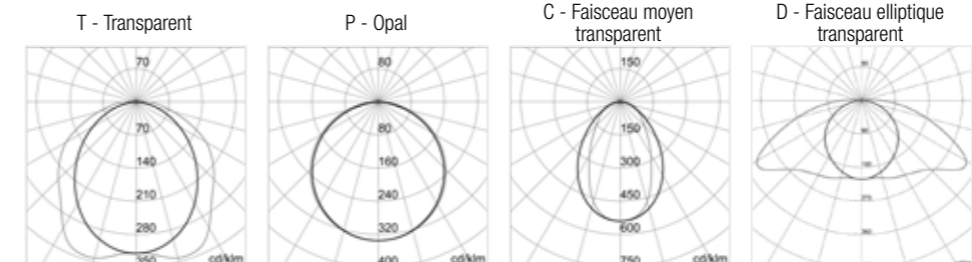 T - Transparent
P - Opal
C - Faisceau moyen
transparent
D - Faisceau elliptique
transparent
70
70
140
210
280
350
cd/klm
80
80
160
240
320
400
cd/klm
150
150
300
450
600
750
cd/klm